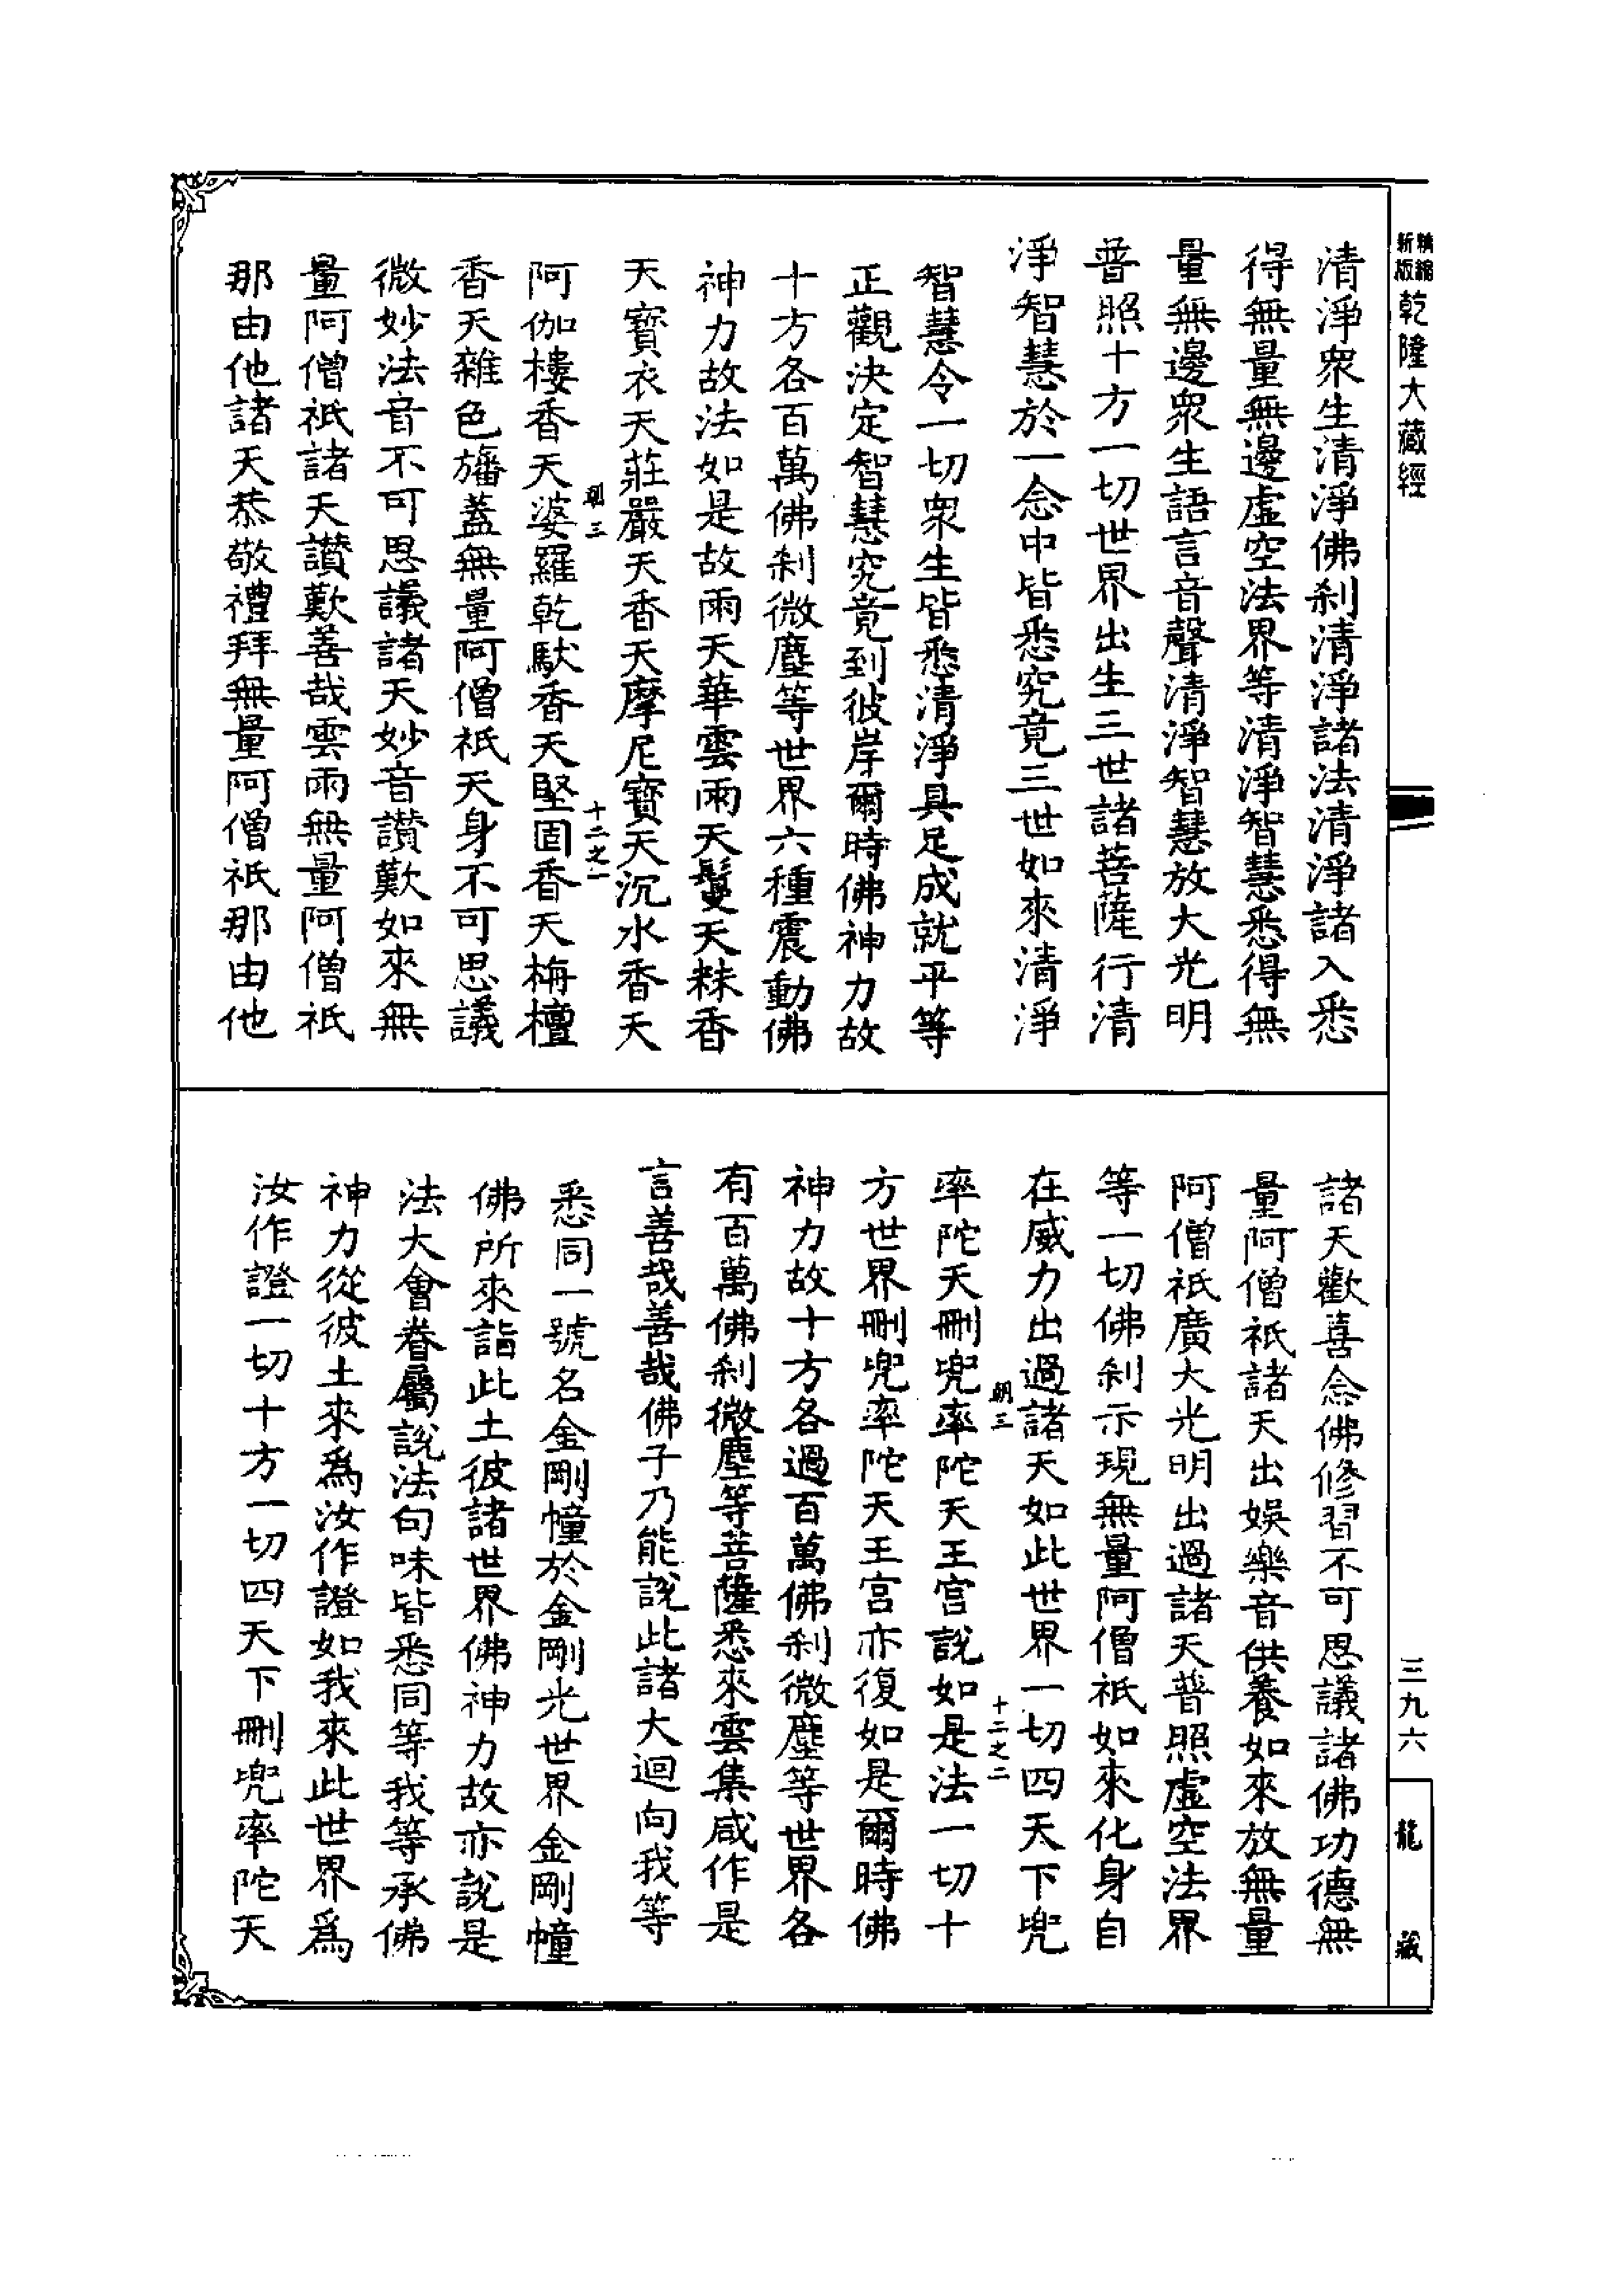 新版精縮乾隆大藏經
三九六
龍藏
清淨衆生清淨佛刹清淨諸法清淨諸入悉
得無量無邊虛空法界等清淨智慧悉得無
量無邊衆生語言音聲清淨智慧放大光明
普照十方一切世界出生三世諸菩薩行清
淨智慧於一念中皆悉究竟三世如來清淨
智慧令一切衆生皆悉清淨具足成就平等
正觀決定智慧究竟到彼岸爾時佛神力故
十方各百萬佛刹微塵等世界六種震動佛
神力故法如是故雨天華雲雨天鬘天粖香
天寶衣天莊嚴天香天摩尼寶天沉水香天
朝三
十二之一
阿伽樓香天婆羅乾馱香天堅固香天栴檀
香天雜色旛蓋無量阿僧祇天身不可思議
微妙法音不可思議諸天妙音讚歎如來無
量阿僧祇諸天讚歎善哉雲雨無量阿僧祇
那由他諸天恭敬禮拜無量阿僧祇那由他
諸天歡喜念佛修習不可思議諸佛功德無
量阿僧祇諸天出娛樂音供養如來放無量
阿僧祇廣大光明出過諸天普照虛空法界
等一切佛刹示現無量阿僧祇如來化身自
在威力出過諸天如此世界一切四天下兜
朝三
十二之二
率陀天刪兜率陀天王宮說如是法一切十
方世界刪兜率陀天王宮亦復如是爾時佛
神力故十方各過百萬佛刹微塵等世界各
有百萬佛刹微塵等菩薩悉來雲集咸作是
言善哉善哉佛子乃能說此諸大迴向我等
悉同一號名金剛幢於金剛光世界金剛幢
佛所來詣此土彼諸世界佛神力故亦說是
法大會眷屬說法句味皆悉同等我等承佛
神力從彼土來爲汝作證如我來此世界爲
汝作證一切十方一切四天下刪兜率陀天